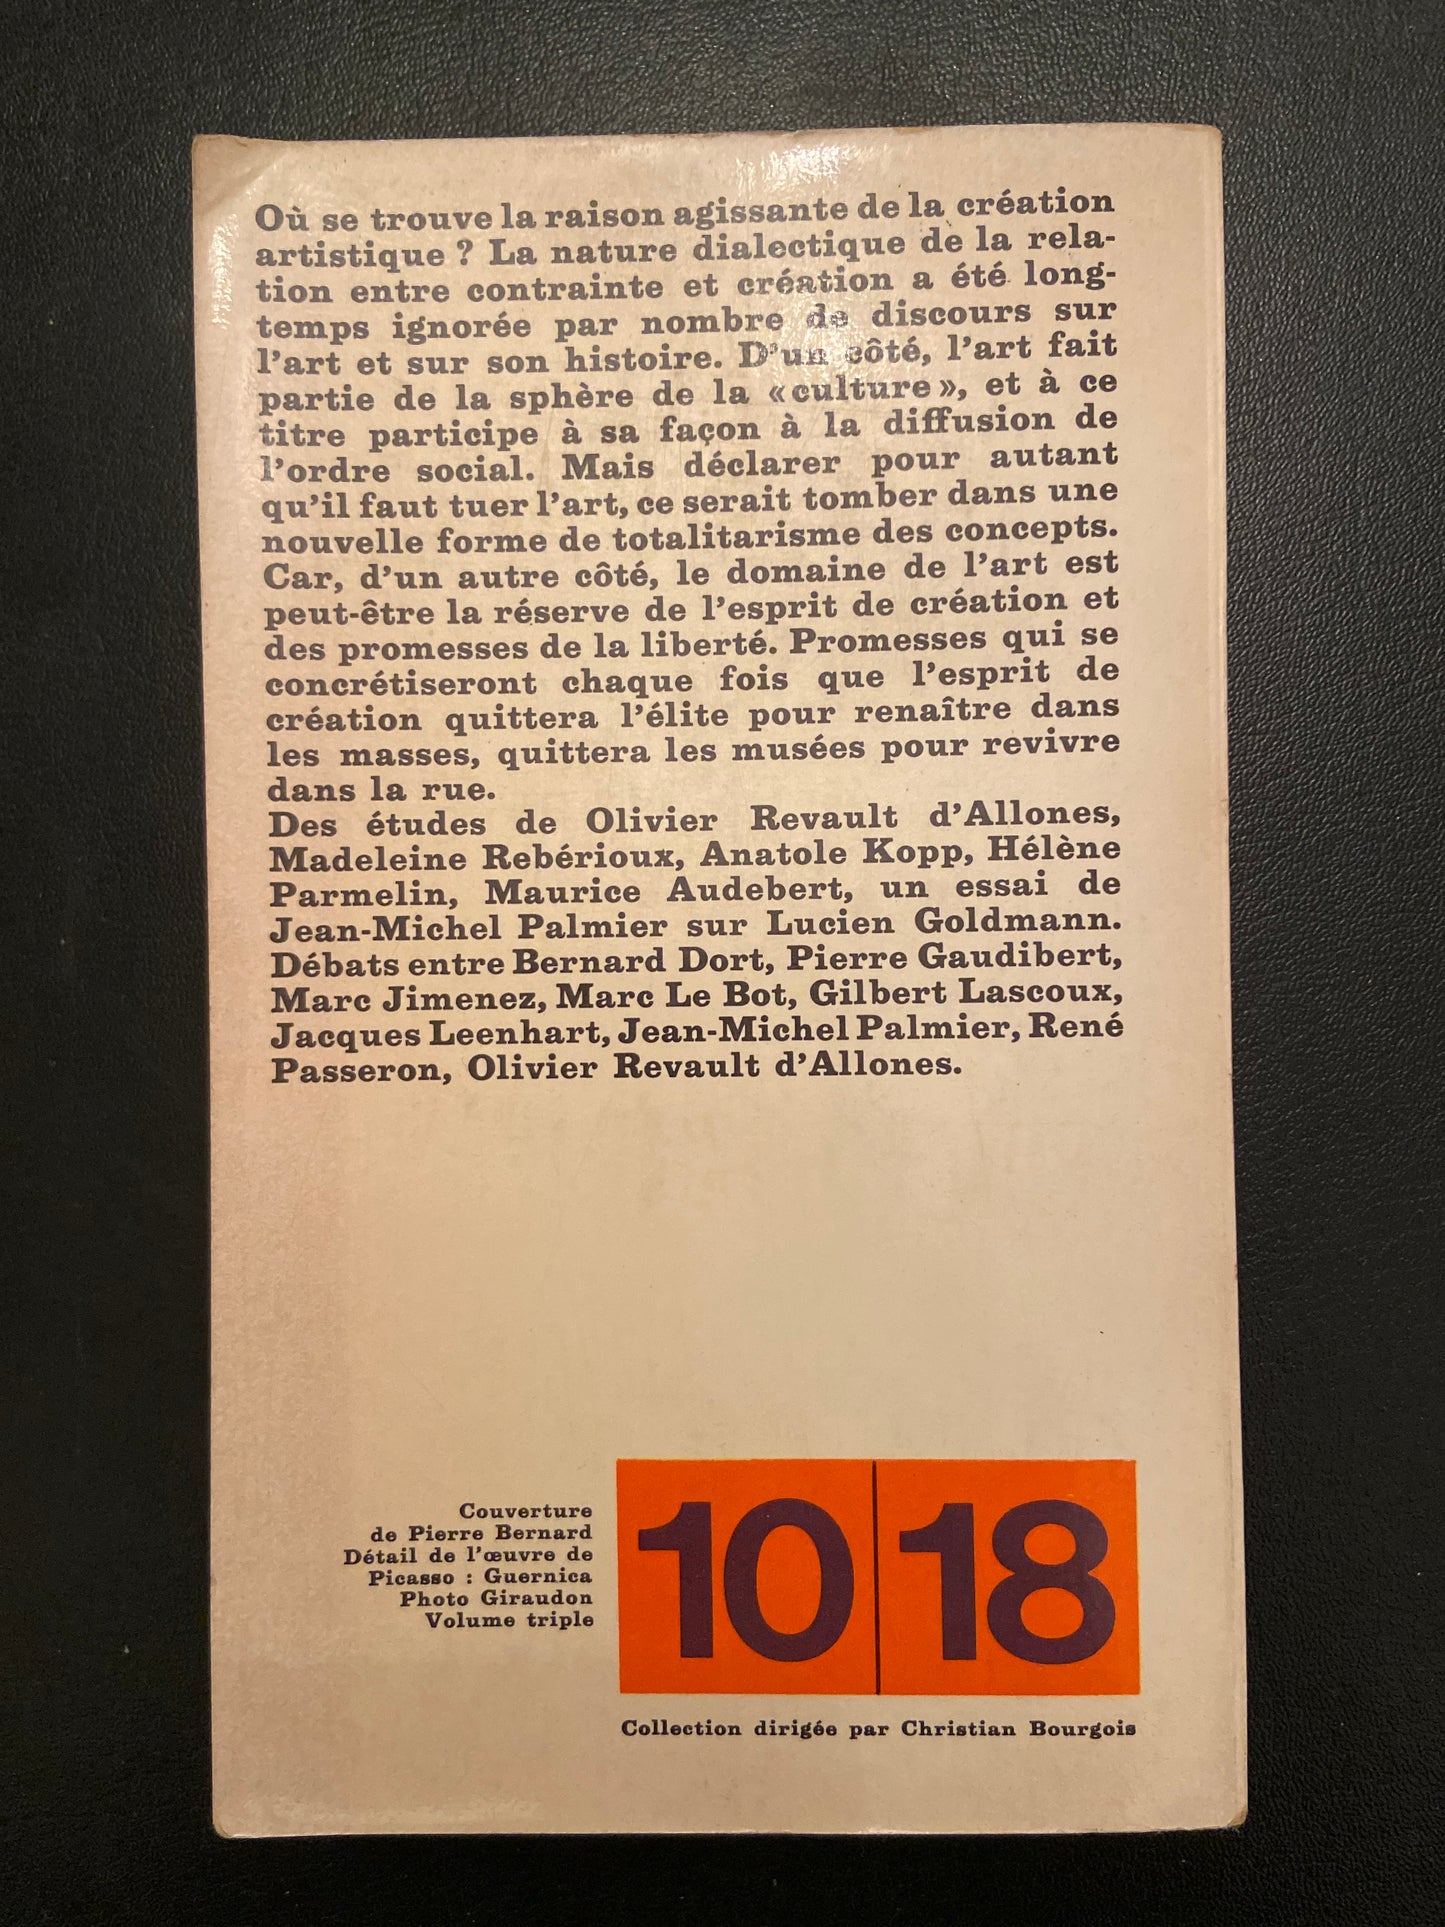 Où se trouve la raison agissante de la création
artistique ? La nature dialectique de la rela-
tion entre contrainte et création a été long-
temps ignorée par nombre de discours sur
l'art et sur son histoire. D'un côté, l'art fait
partie de la sphère de la «culture», et à ce
titre participe à sa façon à la diffusion de
l'ordre social. Mais déclarer pour autant
qu'il faut tuer l'art, ce serait tomber dans une
nouvelle forme de totalitarisme des concepts.
Car, d'un autre côté, le domaine de l'art est
peut-être la réserve de l'esprit de création et
des promesses de la liberté. Promesses qui se
concrétiseront chaque fois que l'esprit de
création quittera l'élite pour renaître dans
les masses, quittera les musées pour revivre
dans la rue.
Des études de Olivier Revault d'Allones,
Madeleine Rebérioux, Anatole Kopp, Hélène
Parmelin, Maurice Audebert, un essai de
Jean-Michel Palmier sur Lucien Goldmann.
Débats entre Bernard Dort, Pierre Gaudibert,
Marc Jimenez, Marc Le Bot, Gilbert Lascoux,
Jacques Leenhart, Jean-Michel Palmier, René
Passeron, Olivier Revault d'Allones.
Couverture
de Pierre Bernard
Détail de l'œuvre de
Picasso : Guernica
Photo Giraudon
Volume triple
10 18
Collection dirigée par Christian Bourgois